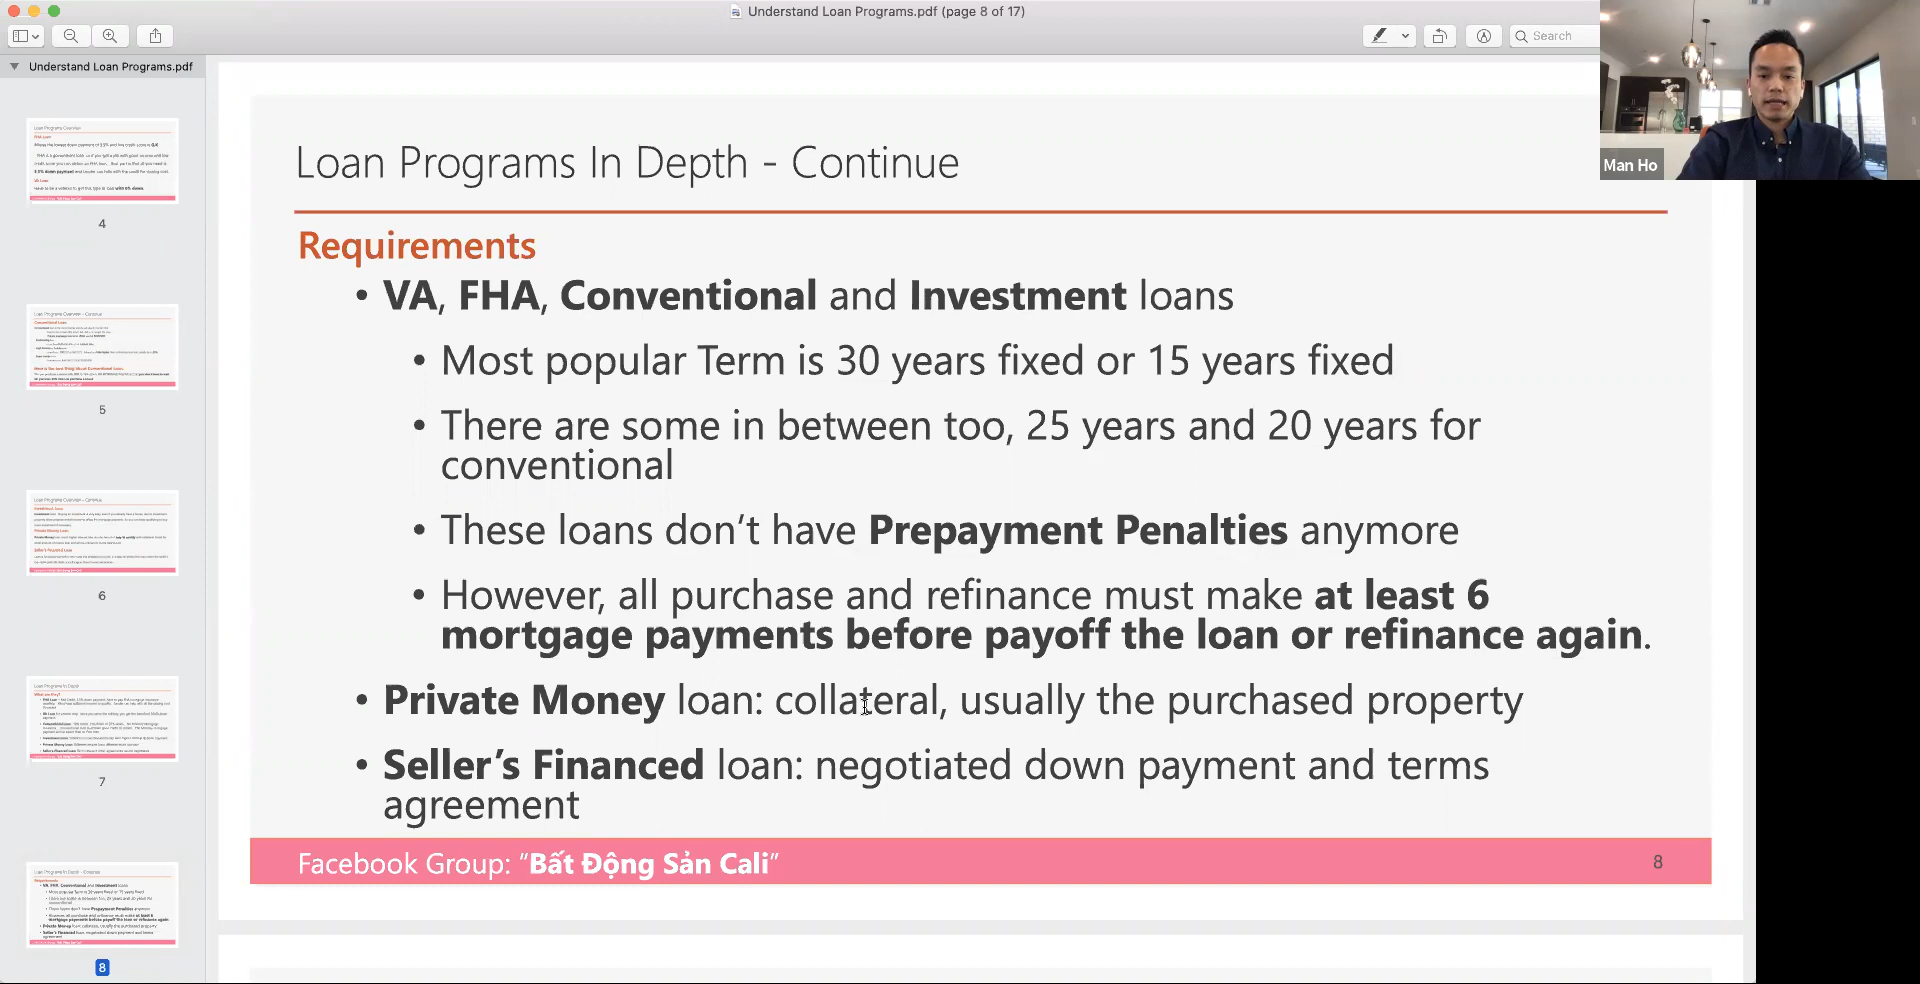 Understand Loan Programs.pdf (page 8 of 17)
Search
Understand Loan Programs.pdf
4
5
6
7
8
Man Ho
Loan Programs In Depth - Continue
Requirements
• VA, FHA, Conventional and Investment loans
• Most popular Term is 30 years fixed or 15 years fixed
• There are some in between too, 25 years and 20 years for
conventional
• These loans don’t have Prepayment Penalties anymore
• However, all purchase and refinance must make at least 6
mortgage payments before payoff the loan or refinance again.
• Private Money loan: collateral, usually the purchased property
• Seller’s Financed loan: negotiated down payment and terms
agreement
Facebook Group: “Bất Động Sản Cali”
8